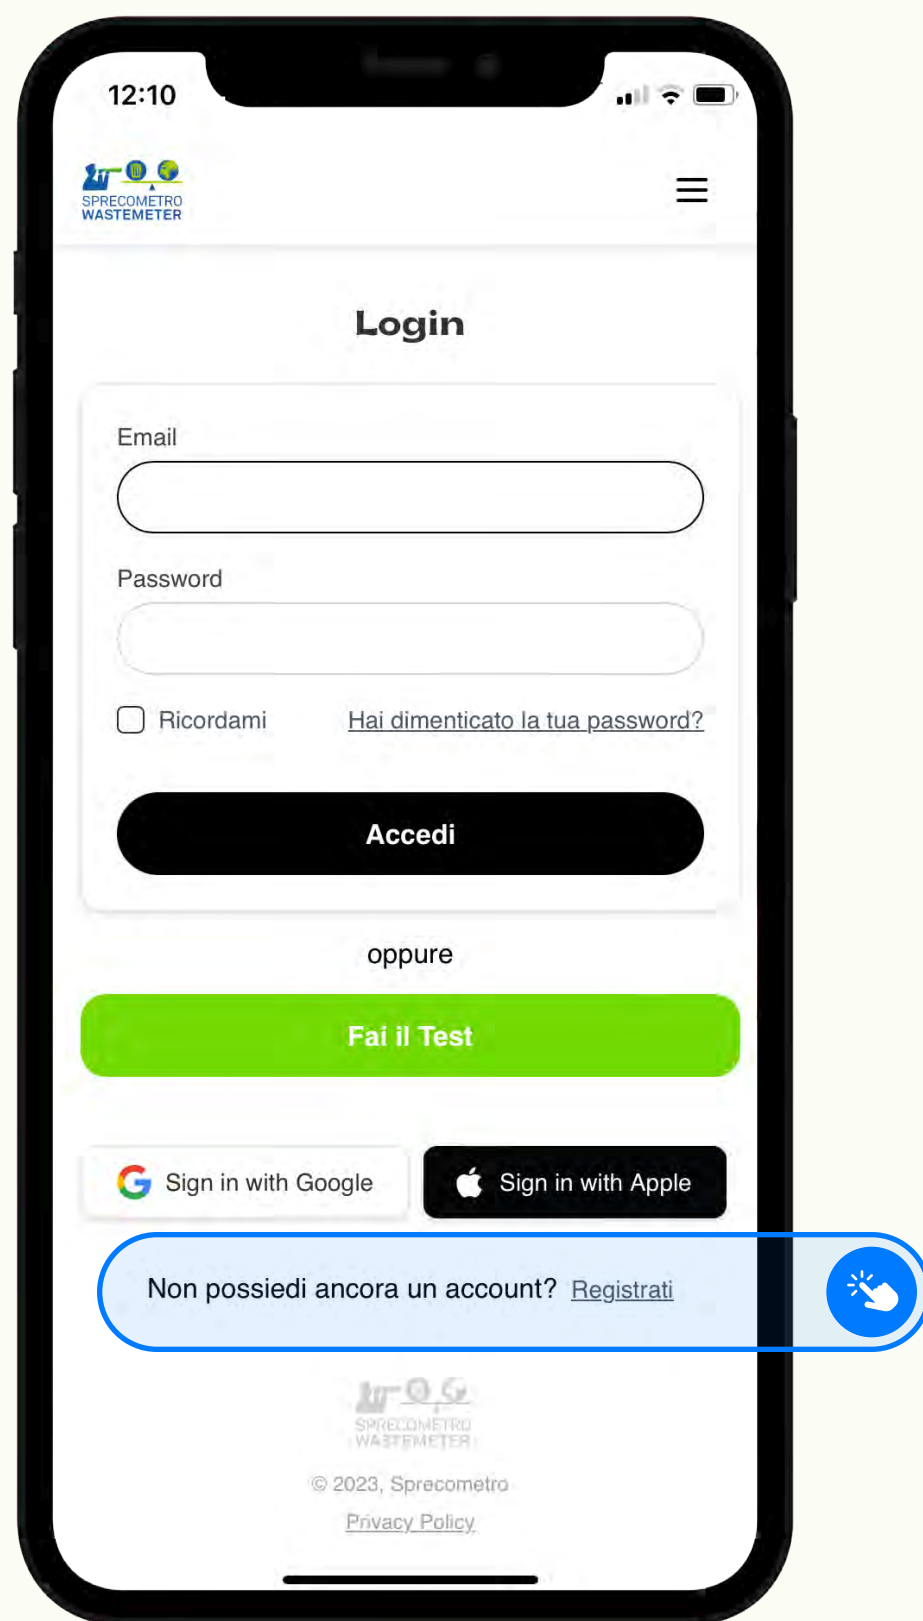 12:10
SPRECOMETRO
WASTEMETER
Login
Email
Password
Ricordami Hai dimenticato la tua password?
Accedi
oppure
Fai il Test
Sign in with Google Sign in with Apple
Non possiedi ancora un account? Registrati
SPRECOMETRO
WASTEMETER
© 2023, Sprecometro
Privacy Policy